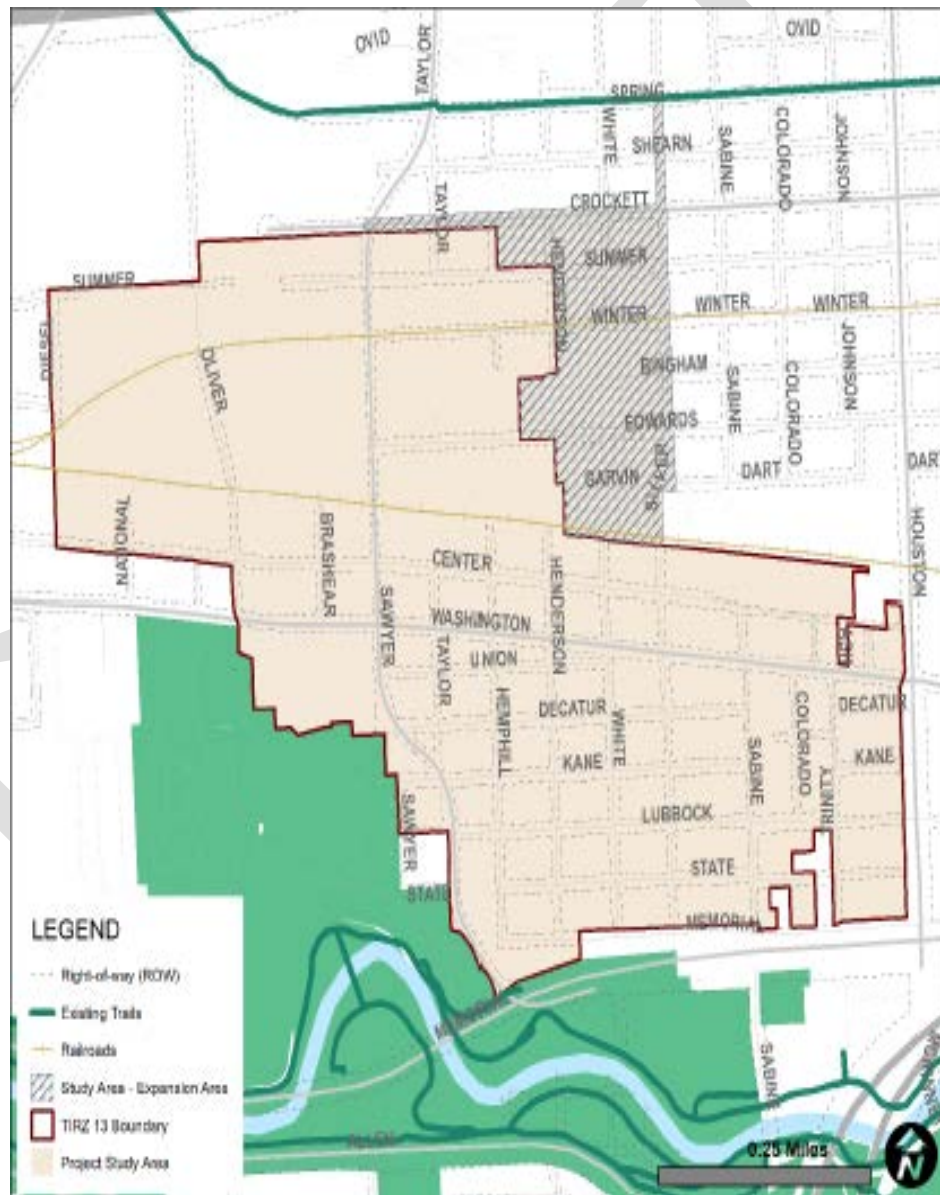 OVID
OVID
TAYLOR
SPRING
WHITE
SHEARN
SABINE
COLORADO
JOHNSON
TAYLOR
CROCKETT
HENDERSON
SUMMER
SUMMER
WINTER
WINTER
WINTER
OLIVER
BINGHAM
SABINE
COLORADO
JOHNSON
EDWARDS
SARVIN
DART
DART
NATIONAL
BRASHEAR
CENTER
HENDERSON
HOUSTON
SAWYER
WASHINGTON
UNION
TAYLOR
HEMPHILL
DECATUR
WHITE
KANE
SABINE
COLORADO
DECATUR
KANE
TRINITY
LUBBOCK
SAWYER
STATE
STATE
MEMORIAL
LEGEND
Right-of-way (ROW)
Existing Trails
Railroads
Study Area - Expansion Area
TIRZ 13 Boundary
Project Study Area
SABINE
0.25 Miles
N